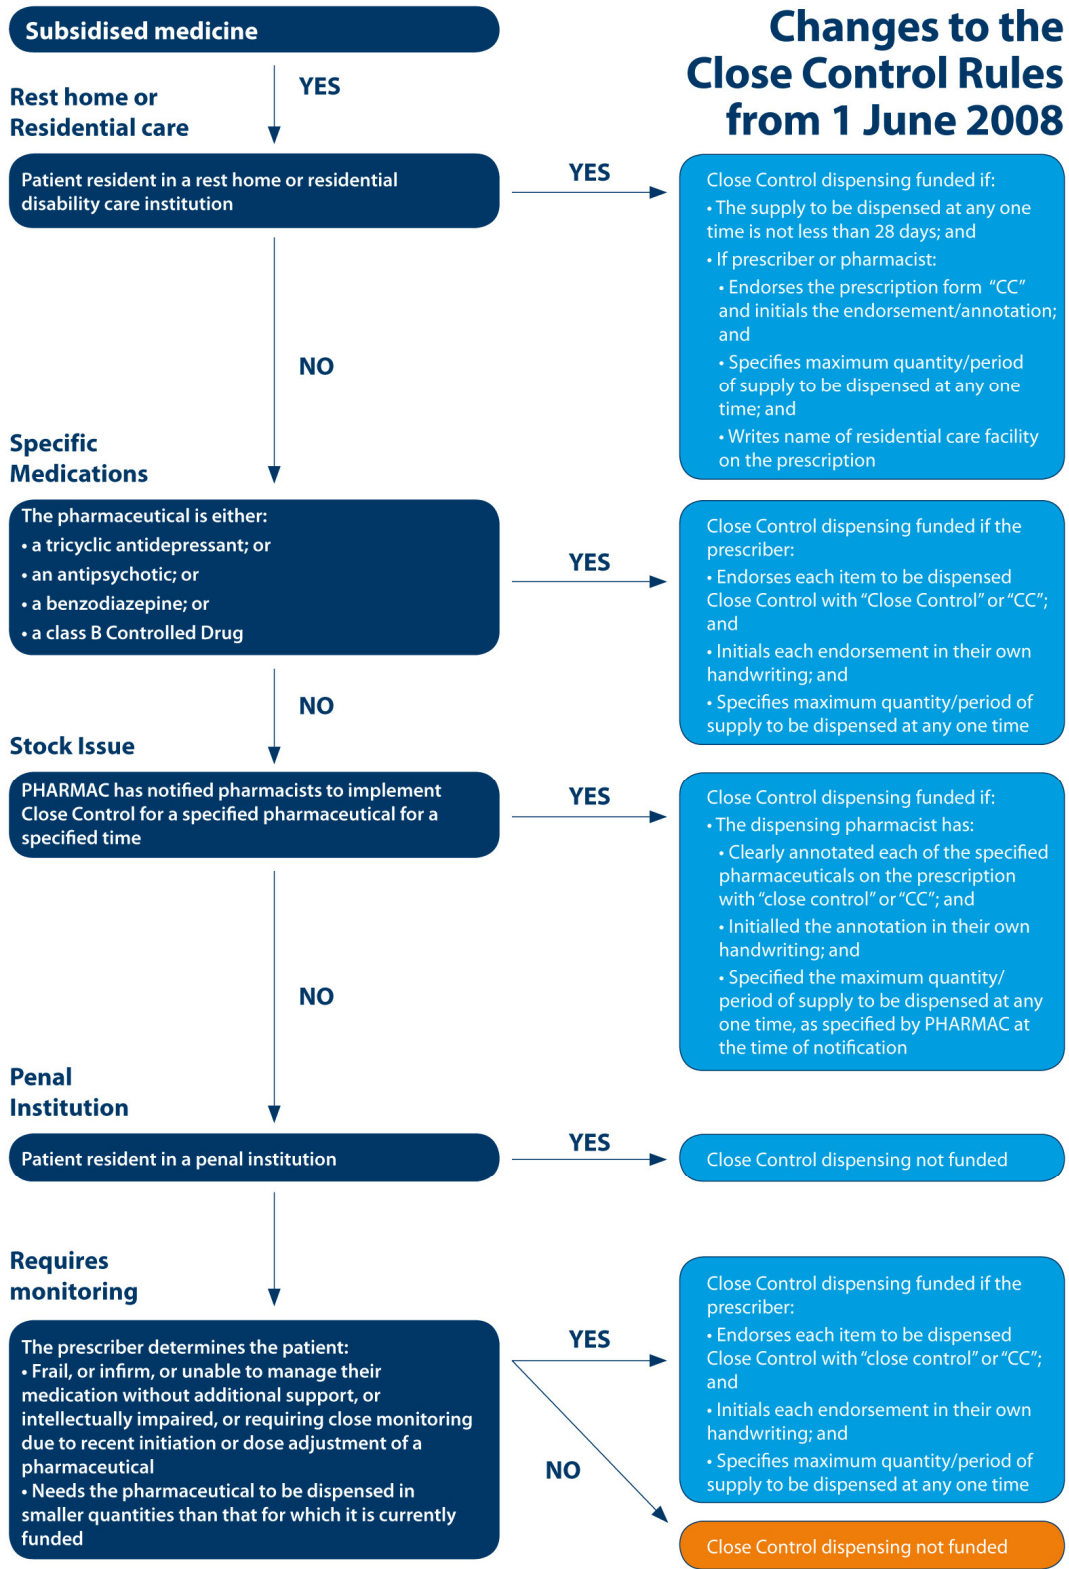 Subsidised medicine
Changes to the
Close Control Rules
from 1 June 2008
YES
Rest home or
Residential care
Patient resident in a rest home or residential
disability care institution
YES
Close Control dispensing funded if:
• The supply to be dispensed at any one
time is not less than 28 days; and
• If prescriber or pharmacist:
• Endorses the prescription form “CC”
and initials the endorsement/annotation;
and
• Specifies maximum quantity/period
of supply to be dispensed at any one
time; and
• Writes name of residential care facility
on the prescription
NO
Specific
Medications
The pharmaceutical is either:
• a tricyclic antidepressant; or
• an antipsychotic; or
• a benzodiazepine; or
• a class B Controlled Drug
YES
Close Control dispensing funded if the
prescriber:
• Endorses each item to be dispensed
Close Control with “Close Control” or “CC”;
and
• Initials each endorsement in their own
handwriting; and
• Specifies maximum quantity/period of
supply to be dispensed at any one time
NO
Stock Issue
PHARMAC has notified pharmacists to implement
Close Control for a specified pharmaceutical for a
specified time
YES
Close Control dispensing funded if:
• The dispensing pharmacist has:
• Clearly annotated each of the specified
pharmaceuticals on the prescription
with “close control” or “CC”; and
• Initialled the annotation in their own
handwriting; and
• Specified the maximum quantity/
period of supply to be dispensed at any
one time, as specified by PHARMAC at
the time of notification
NO
Penal
Institution
Patient resident in a penal institution
YES
Close Control dispensing not funded
Requires
monitoring
The prescriber determines the patient:
• Frail, or infirm, or unable to manage their
medication without additional support, or
intellectually impaired, or requiring close monitoring
due to recent initiation or dose adjustment of a
pharmaceutical
• Needs the pharmaceutical to be dispensed in
smaller quantities than that for which it is currently
funded
YES
Close Control dispensing funded if the
prescriber:
• Endorses each item to be dispensed
Close Control with “close control” or “CC”;
and
• Initials each endorsement in their own
handwriting; and
• Specifies maximum quantity/period of
supply to be dispensed at any one time
NO
Close Control dispensing not funded